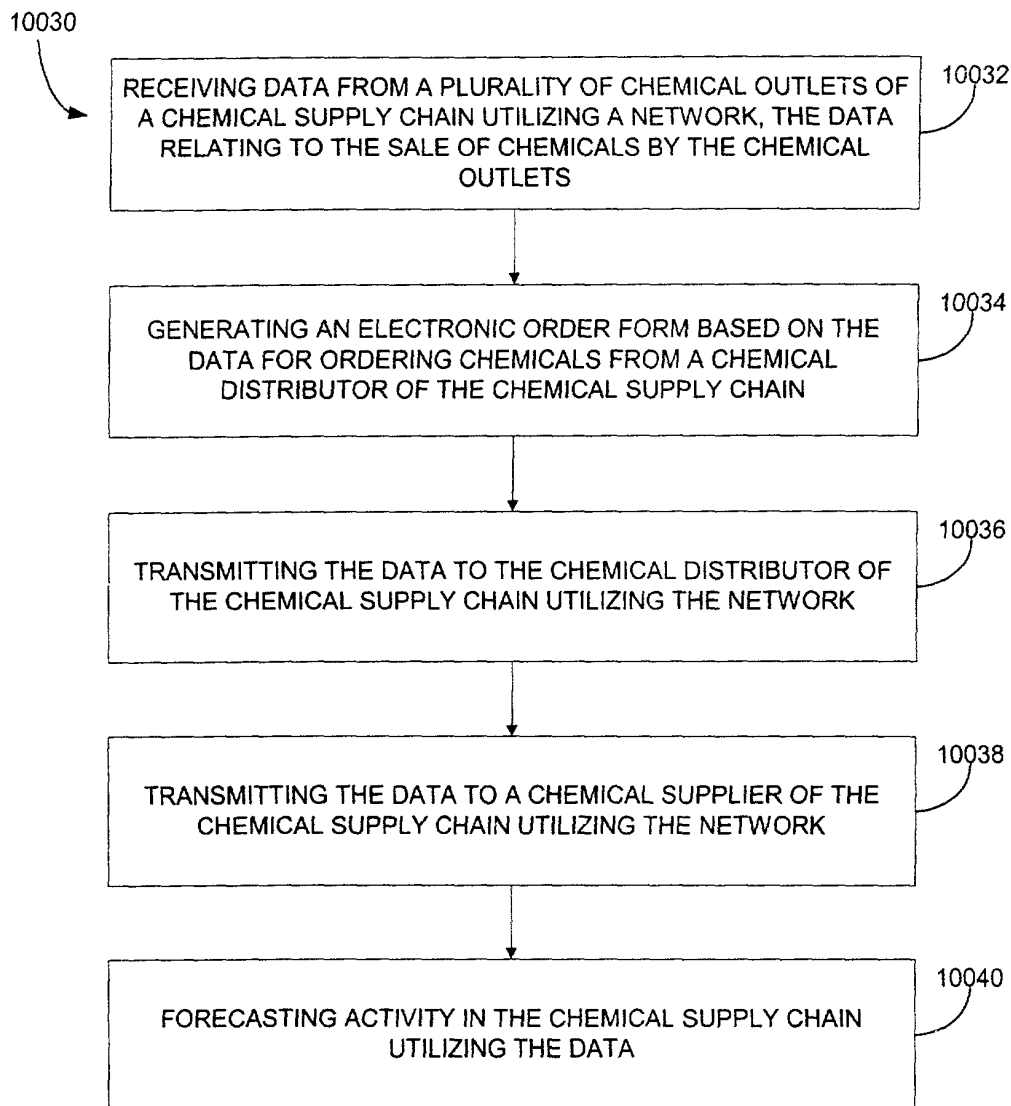 10030
RECEIVING DATA FROM A PLURALITY OF CHEMICAL OUTLETS OF
A CHEMICAL SUPPLY CHAIN UTILIZING A NETWORK, THE DATA
RELATING TO THE SALE OF CHEMICALS BY THE CHEMICAL
OUTLETS
10032
GENERATING AN ELECTRONIC ORDER FORM BASED ON THE
DATA FOR ORDERING CHEMICALS FROM A CHEMICAL
DISTRIBUTOR OF THE CHEMICAL SUPPLY CHAIN
10034
TRANSMITTING THE DATA TO THE CHEMICAL DISTRIBUTOR OF
THE CHEMICAL SUPPLY CHAIN UTILIZING THE NETWORK
10036
TRANSMITTING THE DATA TO A CHEMICAL SUPPLIER OF THE
CHEMICAL SUPPLY CHAIN UTILIZING THE NETWORK
10038
FORECASTING ACTIVITY IN THE CHEMICAL SUPPLY CHAIN
UTILIZING THE DATA
10040